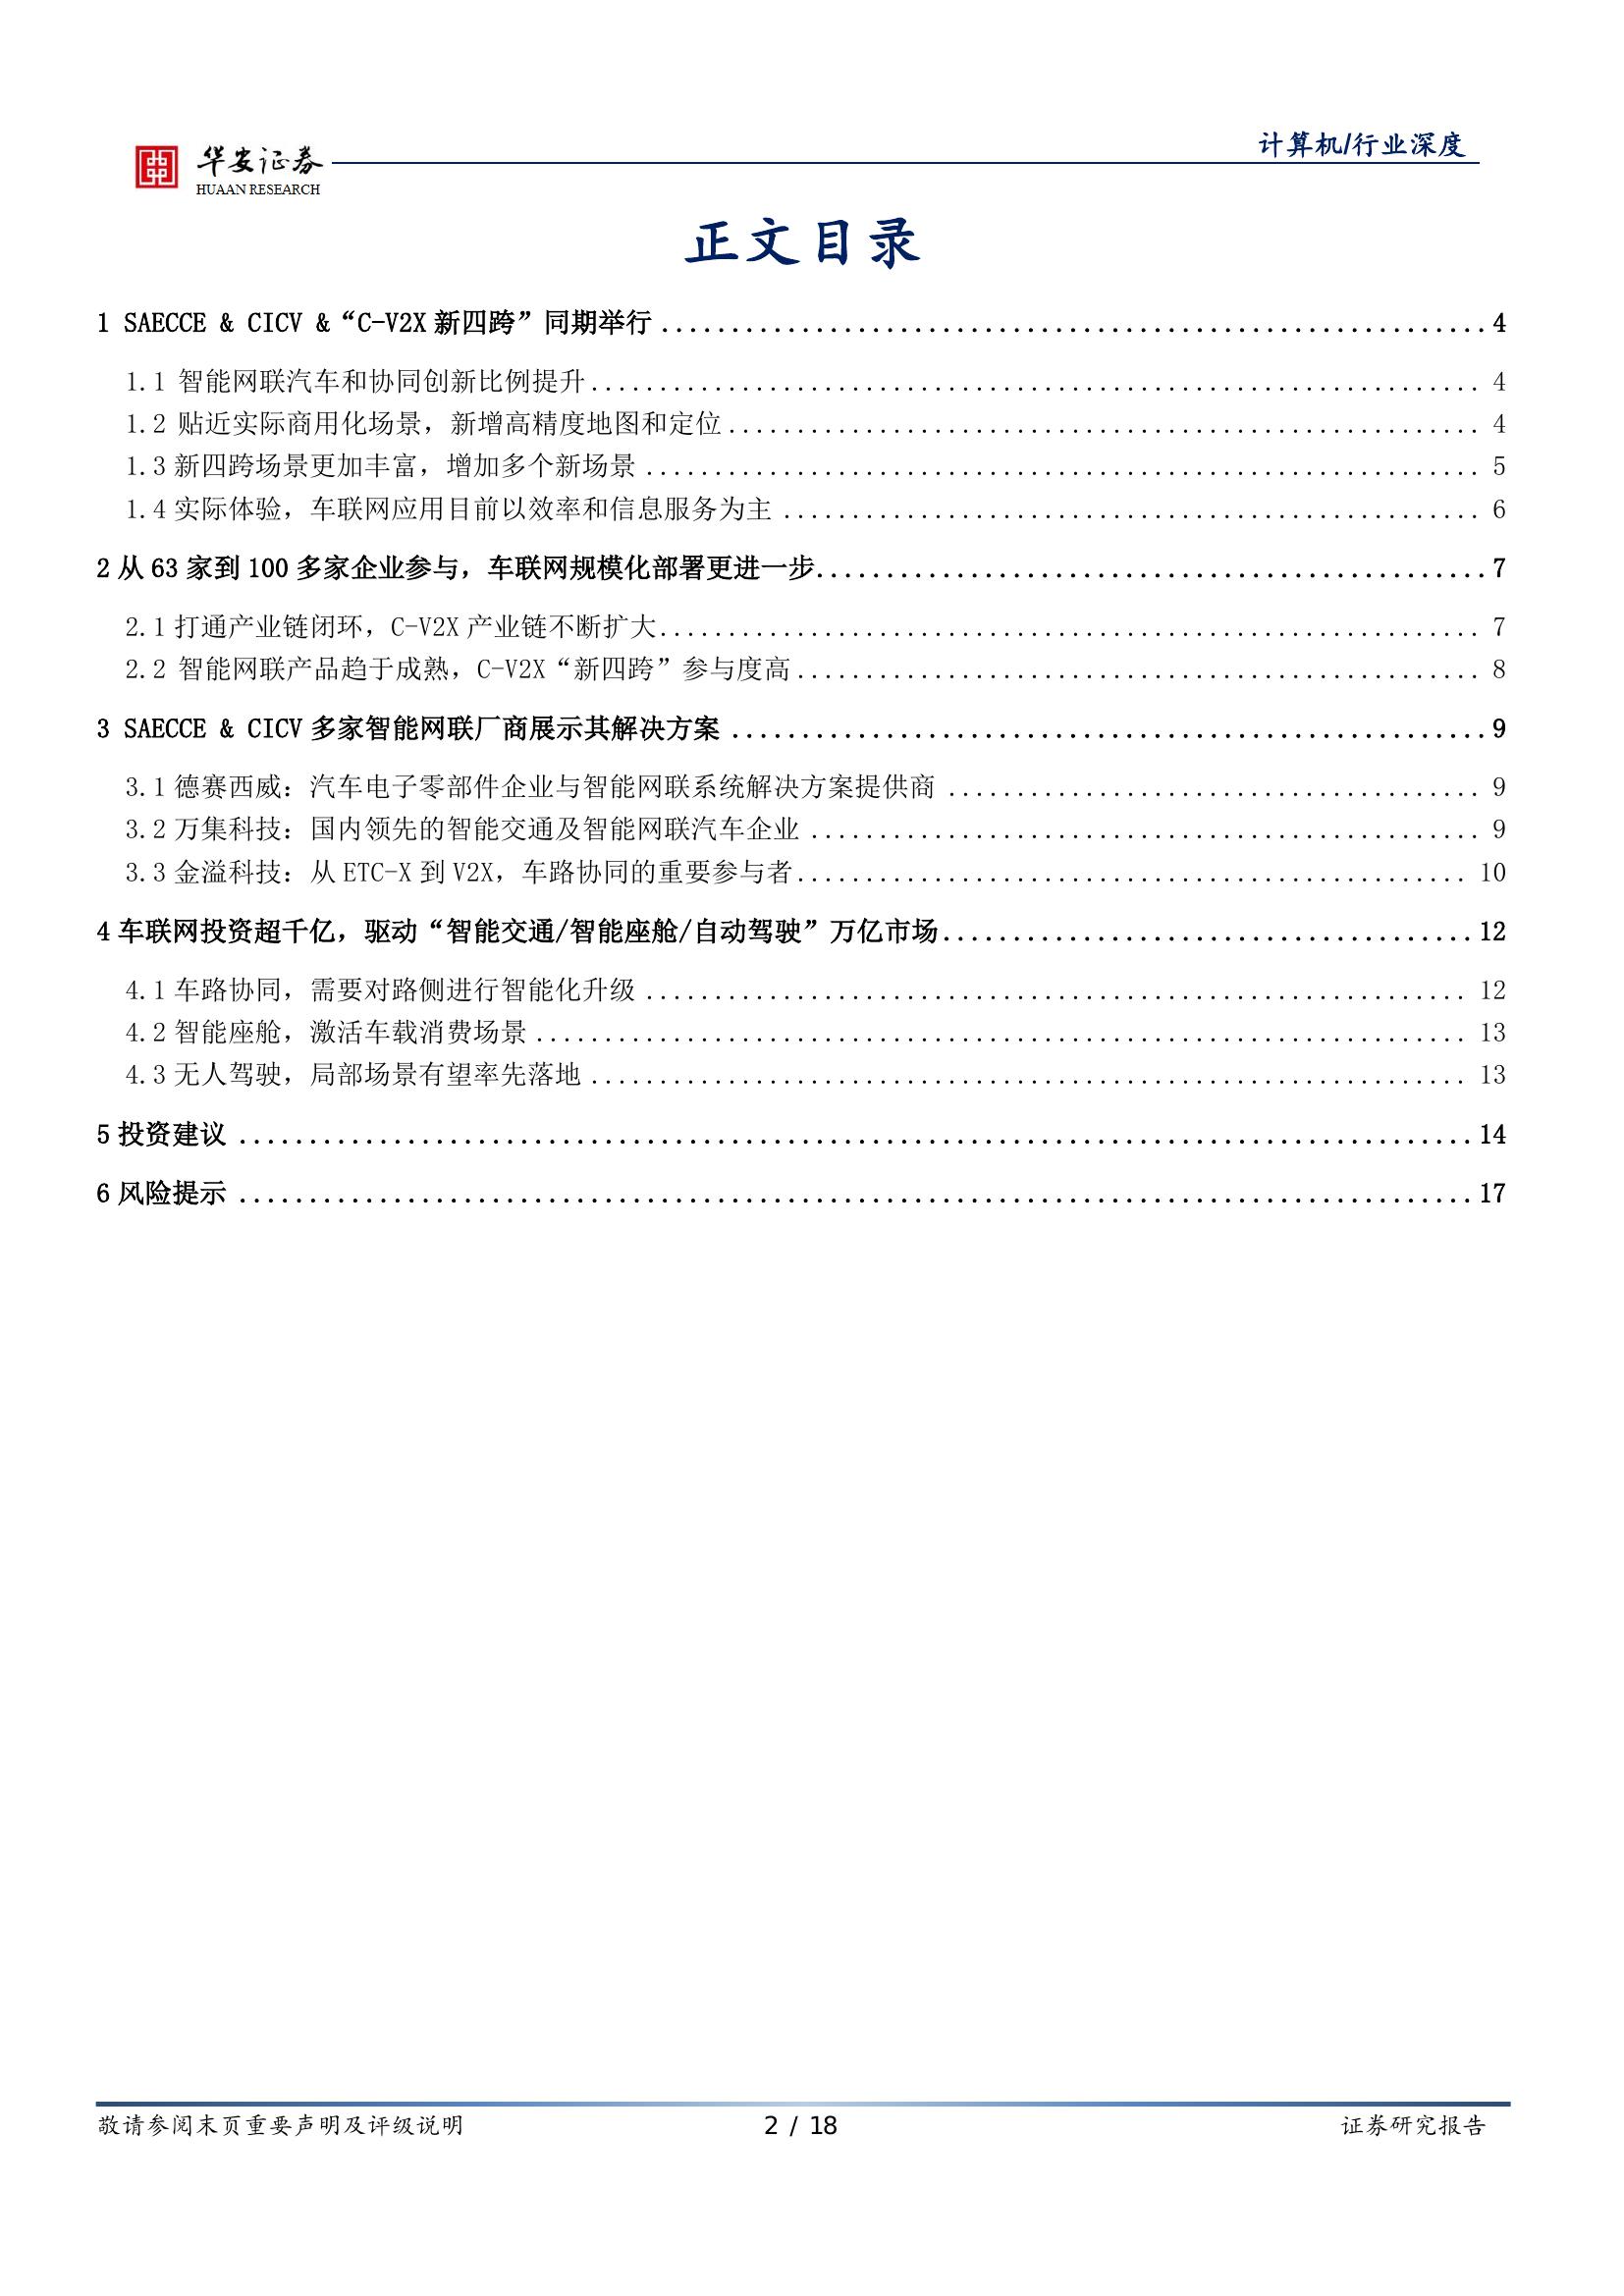 华安证券
HUAAN RESEARCH
计算机/行业深度
正文目录
1 SAECCE & CICV &“C-V2X 新四跨”同期举行 ........ 4
1.1 智能网联汽车和协同创新比例提升 ........ 4
1.2 贴近实际商用化场景，新增高精度地图和定位 ........ 4
1.3 新四跨场景更加丰富，增加多个新场景 ........ 5
1.4 实际体验，车联网应用目前以效率和信息服务为主 ........ 6
2 从 63 家到 100 多家企业参与，车联网规模化部署更进一步 ........ 7
2.1 打通产业链闭环，C-V2X 产业链不断扩大 ........ 7
2.2 智能网联产品趋于成熟，C-V2X“新四跨”参与度高 ........ 8
3 SAECCE & CICV 多家智能网联厂商展示其解决方案 ........ 9
3.1 德赛西威：汽车电子零部件企业与智能网联系统解决方案提供商 ........ 9
3.2 万集科技：国内领先的智能交通及智能网联汽车企业 ........ 9
3.3 金溢科技：从 ETC-X 到 V2X，车路协同的重要参与者 ........ 10
4 车联网投资超千亿，驱动“智能交通/智能座舱/自动驾驶”万亿市场 ........ 12
4.1 车路协同，需要对路侧进行智能化升级 ........ 12
4.2 智能座舱，激活车载消费场景 ........ 13
4.3 无人驾驶，局部场景有望率先落地 ........ 13
5 投资建议 ........ 14
6 风险提示 ........ 17
敬请参阅末页重要声明及评级说明
2 / 18
证券研究报告